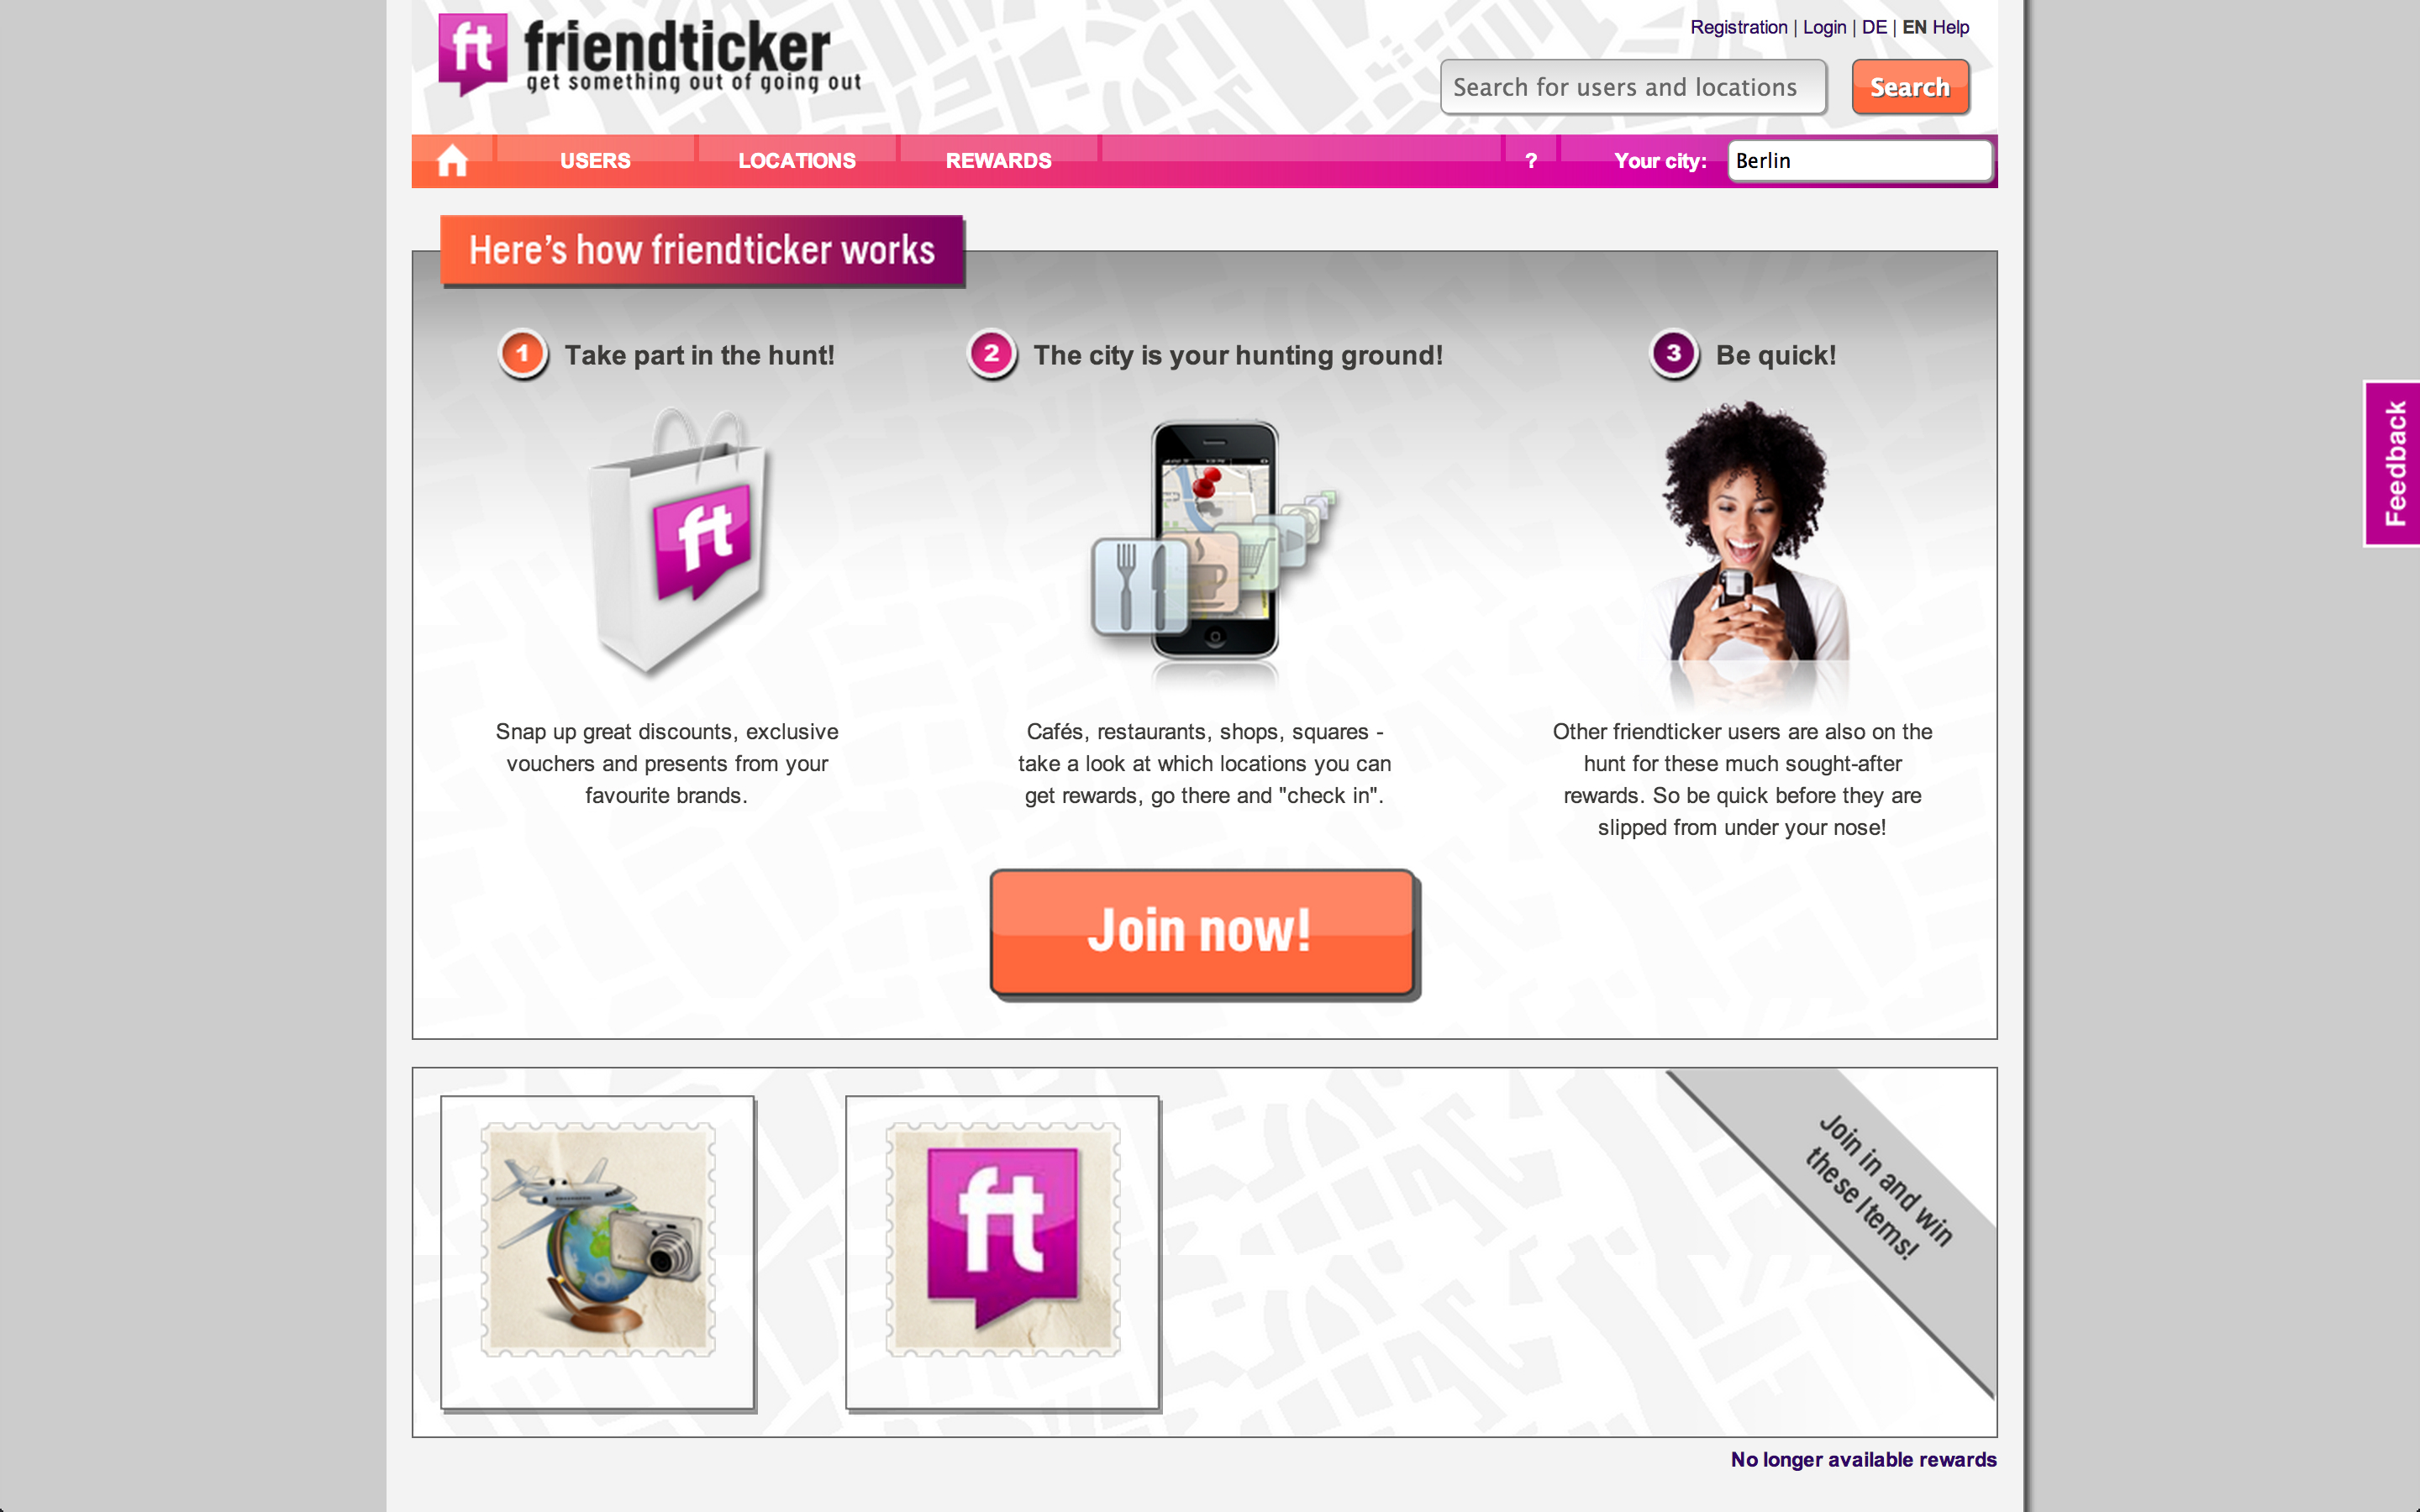 ft
friendticker
get something out of going out
Registration | Login | DE | EN Help
Search for users and locations
Search
USERS
LOCATIONS
REWARDS
?
Your city:
Berlin
Here's how friendticker works
1 Take part in the hunt!
2 The city is your hunting ground!
3 Be quick!
ft
Feedback
Snap up great discounts, exclusive
vouchers and presents from your
favourite brands.
Cafés, restaurants, shops, squares -
take a look at which locations you can
get rewards, go there and "check in".
Other friendticker users are also on the
hunt for these much sought-after
rewards. So be quick before they are
slipped from under your nose!
Join now!
ft
Join in and win
these Items!
No longer available rewards